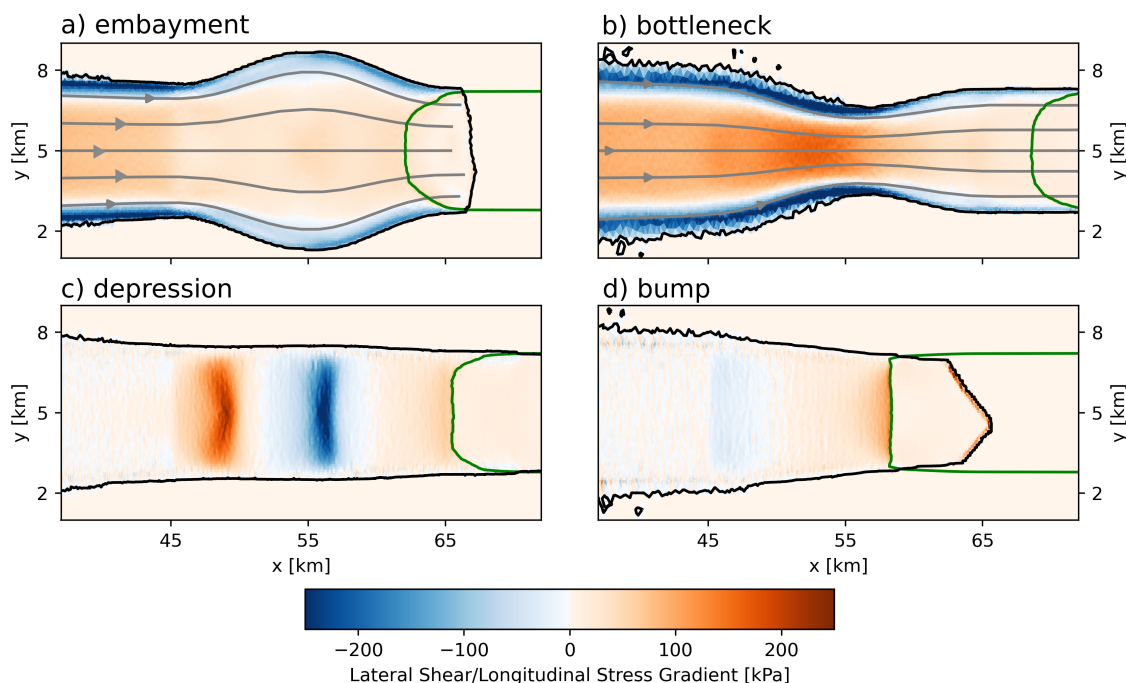 a) embayment
b) bottleneck
8
5
2
y [km]
8
5
2
y [km]
c) depression
d) bump
8
5
2
y [km]
8
5
2
y [km]
45
55
65
45
55
65
x [km]
x [km]
−200
−100
0
100
200
Lateral Shear/Longitudinal Stress Gradient [kPa]